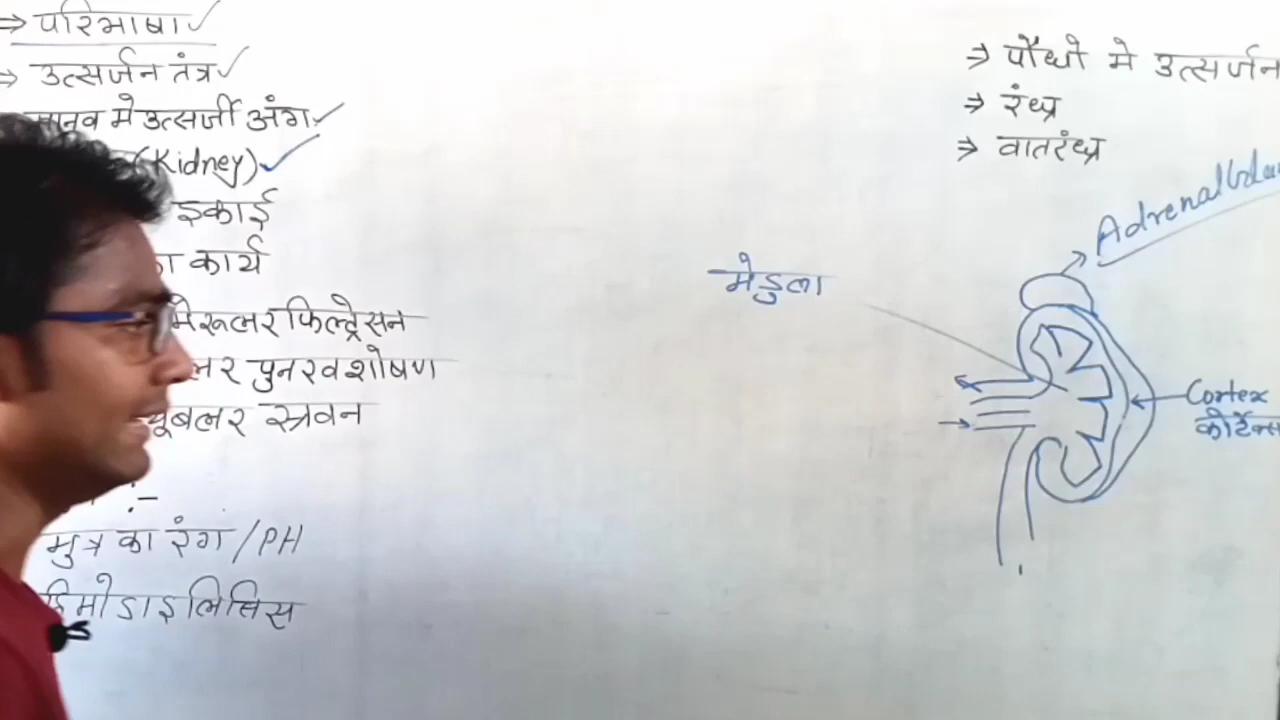 ⇒ परिभाषा ✓
⇒ उत्सर्जन तंत्र ✓
मानव मे उत्सर्जी अंग ✓
(Kidney) ✓
इकाई
कार्य
मेरूलर फिल्ट्रेसन
लर पुनरवशोषण
यूबलर स्त्रवन
:-
मुत्र का रंग / PH
हिमोडाइलिसिस
⇒ पौधो मे उत्सर्जन
⇒ रंध्र
⇒ वातरंध्र
Adrenal
मेडुला
Cortex
कोर्टेक्स